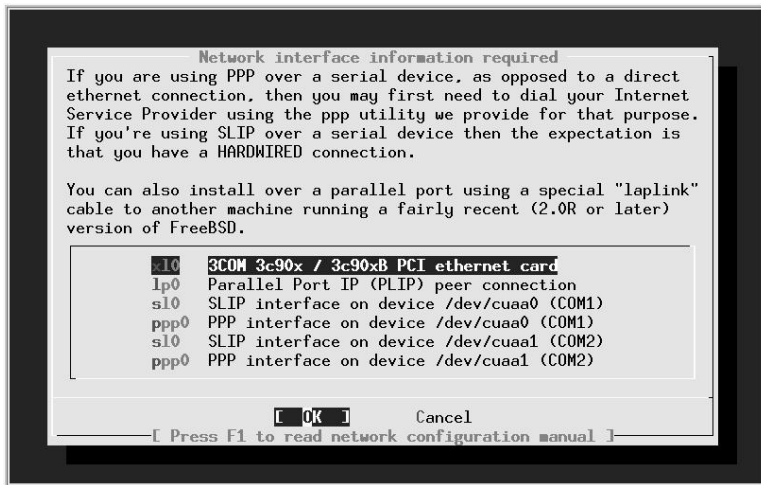 Network interface information required
If you are using PPP over a serial device, as opposed to a direct
ethernet connection, then you may first need to dial your Internet
Service Provider using the ppp utility we provide for that purpose.
If you're using SLIP over a serial device then the expectation is
that you have a HARDWIRED connection.
You can also install over a parallel port using a special "laplink"
cable to another machine running a fairly recent (2.0R or later)
version of FreeBSD.
xl0 3COM 3c90x / 3c90xB PCI ethernet card
lp0 Parallel Port IP (PLIP) peer connection
sl0 SLIP interface on device /dev/cuaa0 (COM1)
ppp0 PPP interface on device /dev/cuaa0 (COM1)
sl0 SLIP interface on device /dev/cuaa1 (COM2)
ppp0 PPP interface on device /dev/cuaa1 (COM2)
[ OK ] Cancel
[ Press F1 to read network configuration manual ]